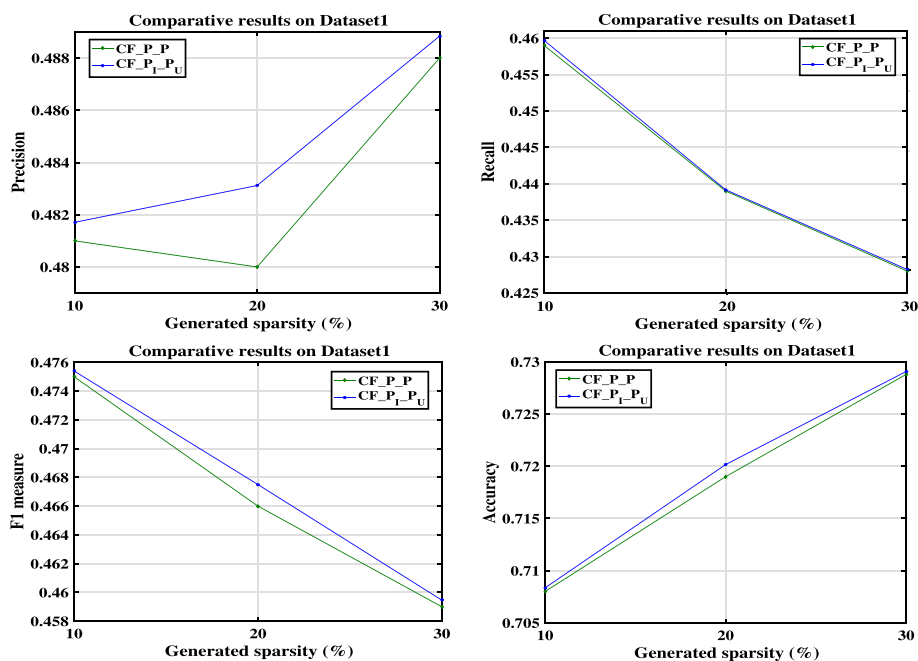 Comparative results on Dataset1
CF_P_P
CF_P_I_P_U
0.488
0.486
0.484
0.482
0.48
Precision
10
20
30
Generated sparsity (%)
Comparative results on Dataset1
CF_P_P
CF_P_I_P_U
0.46
0.455
0.45
0.445
0.44
0.435
0.43
0.425
Recall
10
20
30
Generated sparsity (%)
Comparative results on Dataset1
CF_P_P
CF_P_I_P_U
0.476
0.474
0.472
0.47
0.468
0.466
0.464
0.462
0.46
0.458
F1 measure
10
20
30
Generated sparsity (%)
Comparative results on Dataset1
CF_P_P
CF_P_I_P_U
0.73
0.725
0.72
0.715
0.71
0.705
Accuracy
10
20
30
Generated sparsity (%)